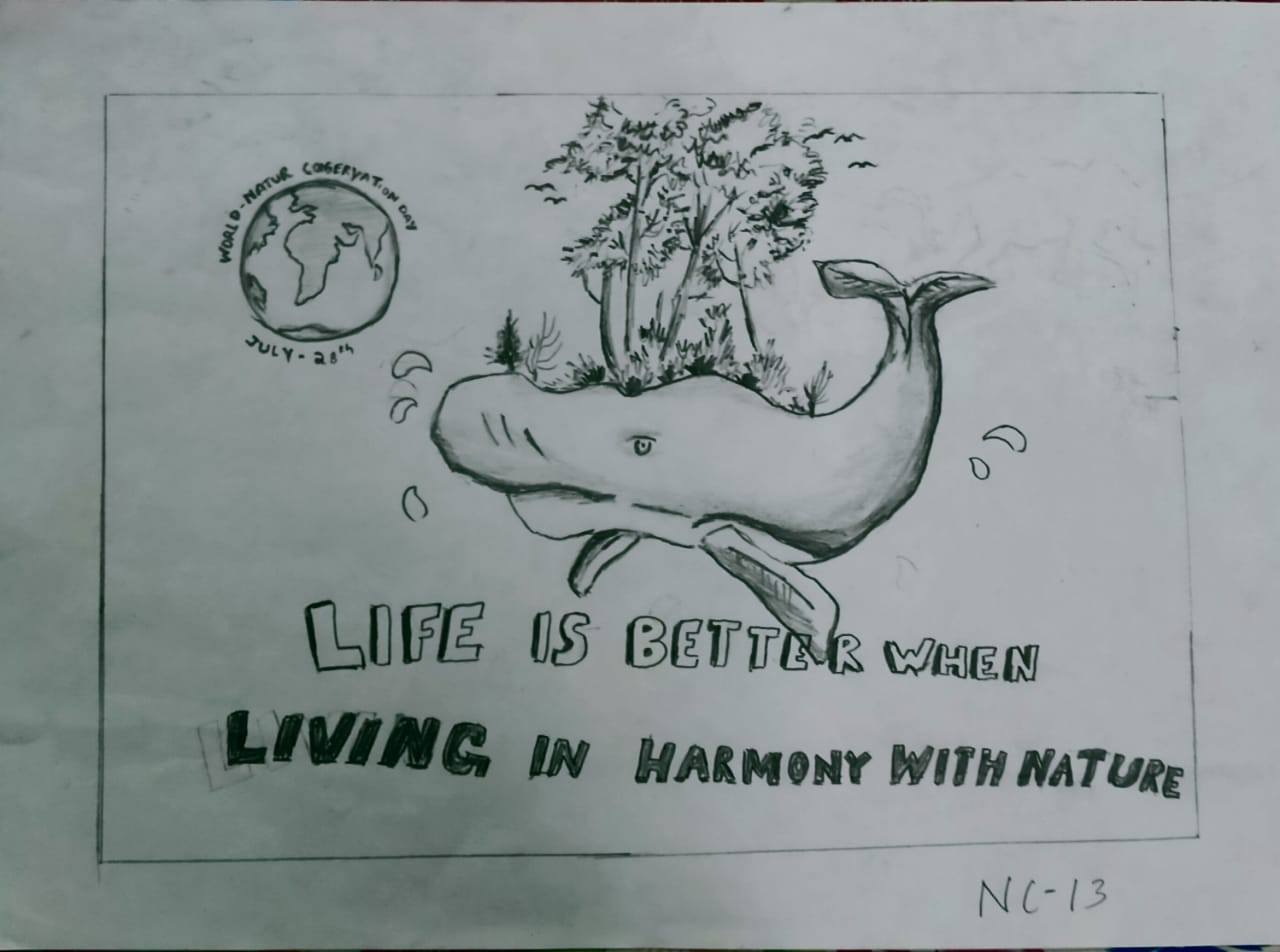 WORLD-NATUR COSERVATION DAY
JULY-28th
LIFE IS BETTER WHEN
LIVING IN HARMONY WITH NATURE
NC-13